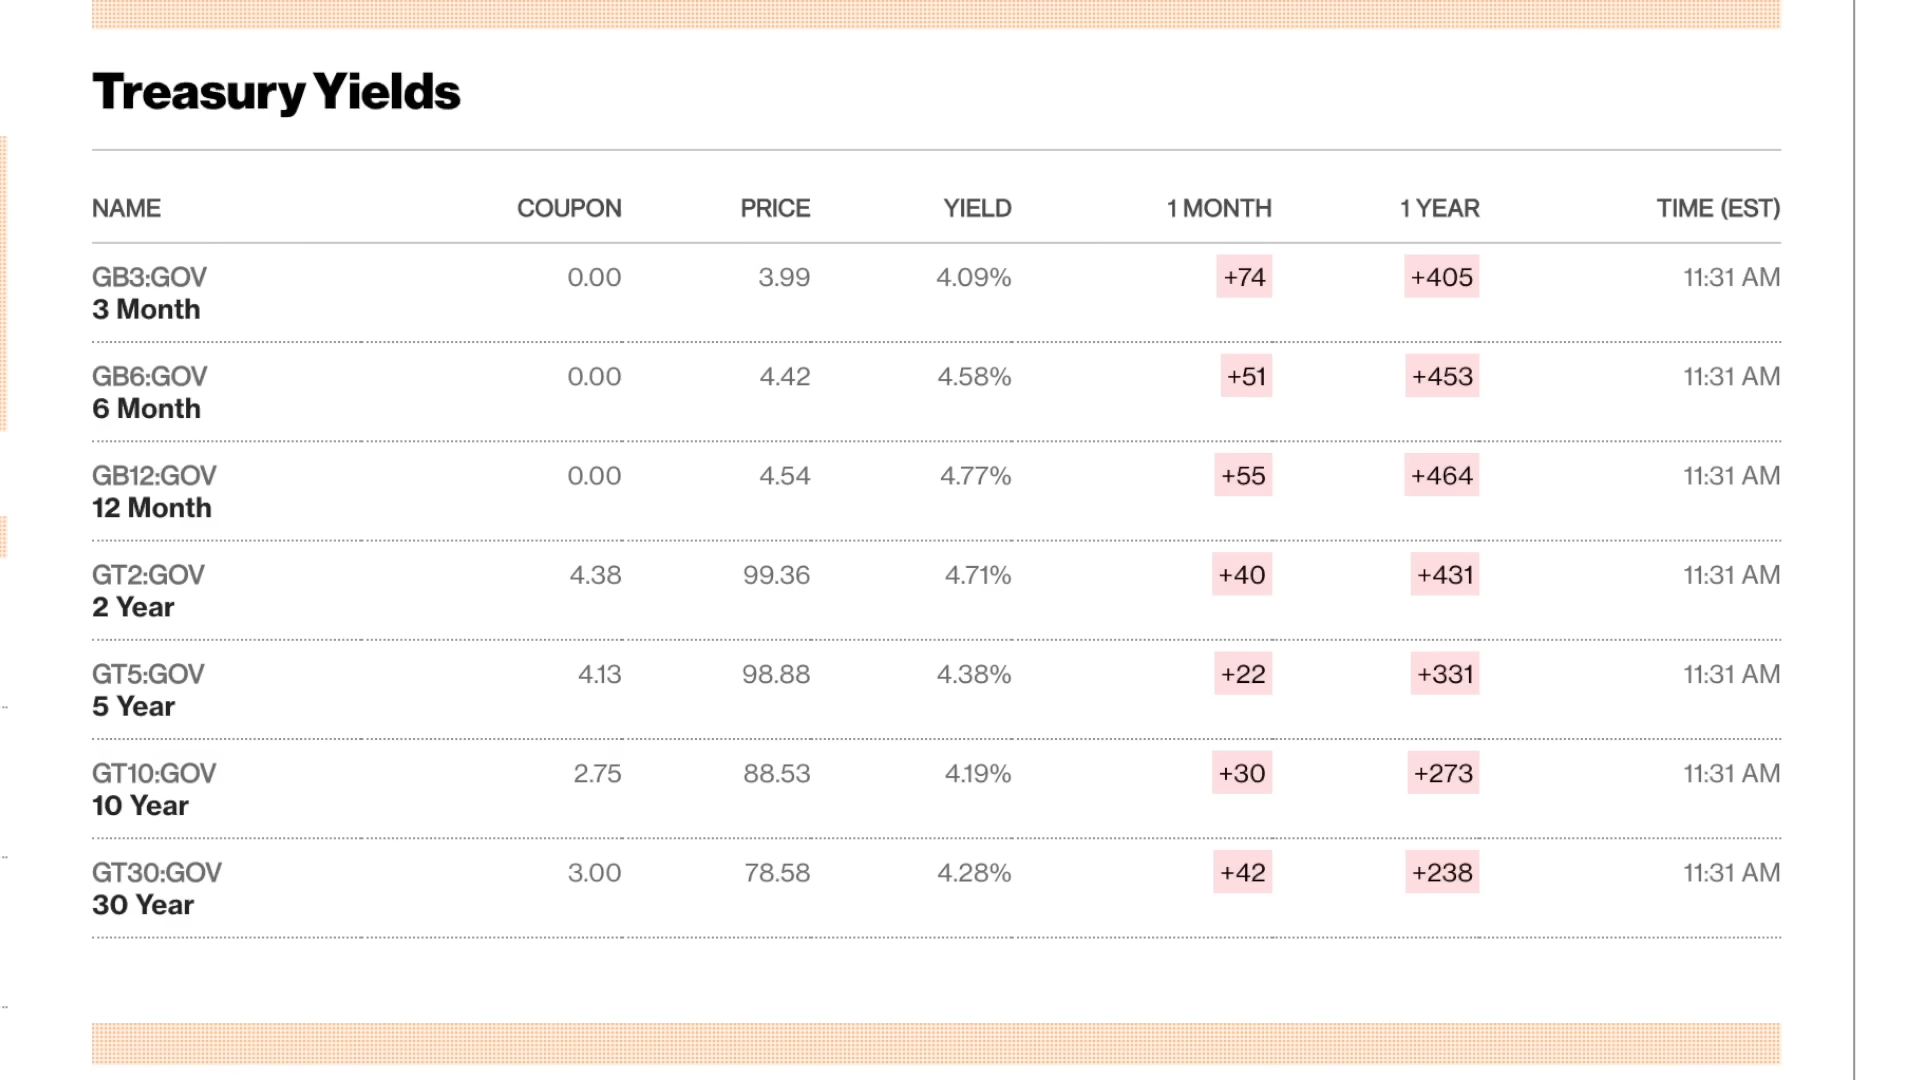 Treasury Yields
NAME COUPON PRICE YIELD 1 MONTH 1 YEAR TIME (EST)
GB3:GOV 0.00 3.99 4.09% +74 +405 11:31 AM
3 Month
GB6:GOV 0.00 4.42 4.58% +51 +453 11:31 AM
6 Month
GB12:GOV 0.00 4.54 4.77% +55 +464 11:31 AM
12 Month
GT2:GOV 4.38 99.36 4.71% +40 +431 11:31 AM
2 Year
GT5:GOV 4.13 98.88 4.38% +22 +331 11:31 AM
5 Year
GT10:GOV 2.75 88.53 4.19% +30 +273 11:31 AM
10 Year
GT30:GOV 3.00 78.58 4.28% +42 +238 11:31 AM
30 Year